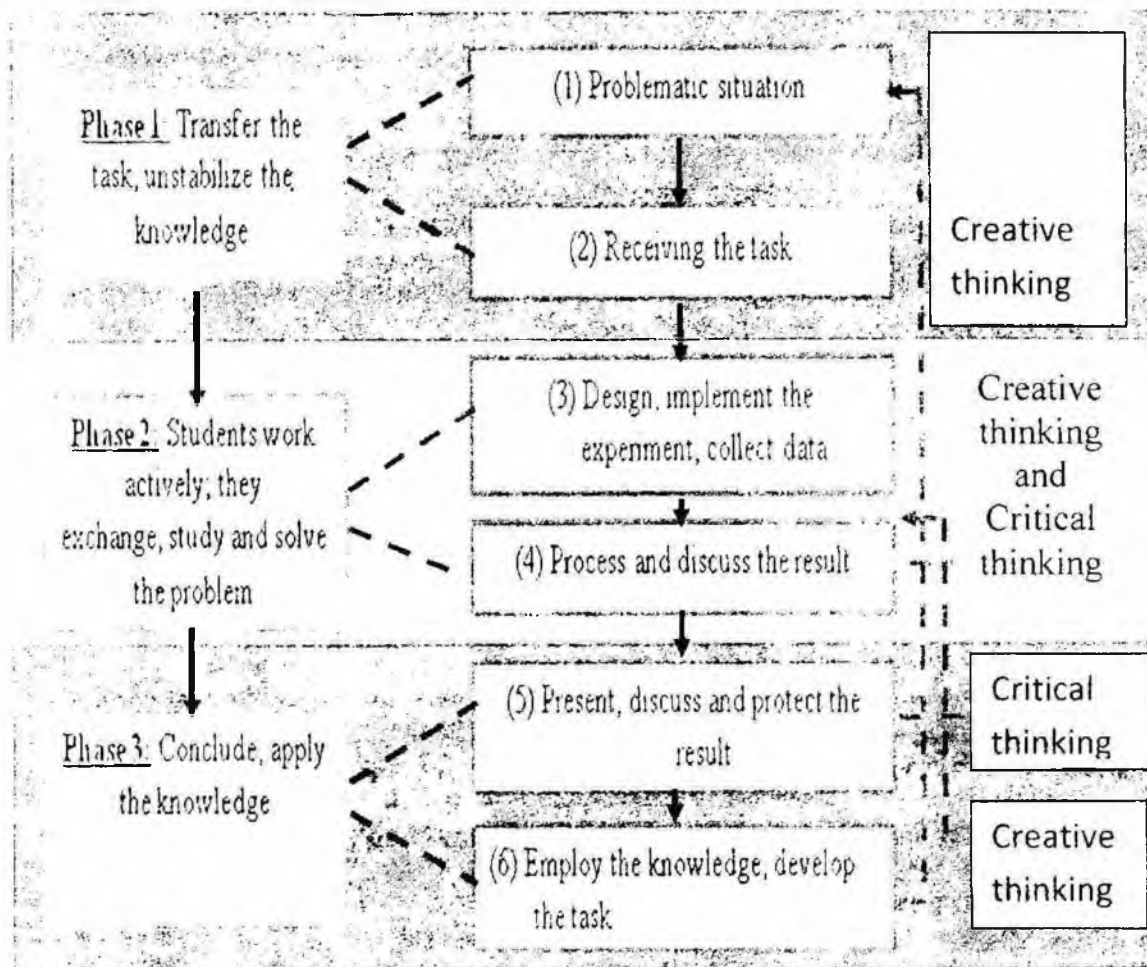 (1) Problematic situation
Phase 1: Transfer the
task, unstabilize the
knowledge
(2) Receiving the task
Creative
thinking
(3) Design, implement the
experiment, collect data
Phase 2: Students work
actively; they
exchange, study and solve
the problem
(4) Process and discuss the result
Creative
thinking
and
Critical
thinking
(5) Present, discuss and protect the
result
Phase 3: Conclude, apply
the knowledge
(6) Employ the knowledge, develop
the task
Critical
thinking
Creative
thinking